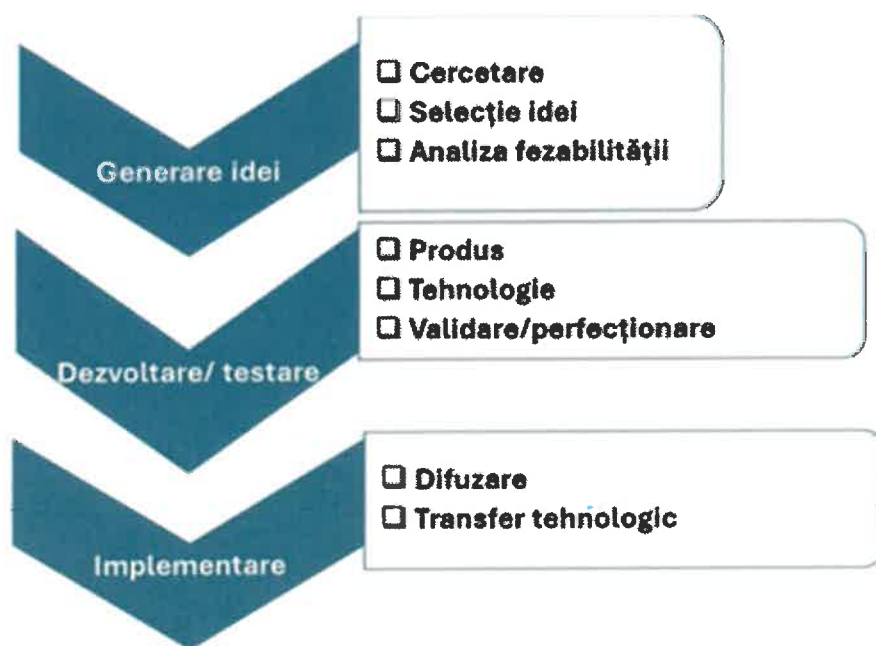 Generare idei
❑ Cercetare
❑ Selecție idei
❑ Analiza fezabilității
Dezvoltare/ testare
❑ Produs
❑ Tehnologie
❑ Validare/perfecționare
Implementare
❑ Difuzare
❑ Transfer tehnologic